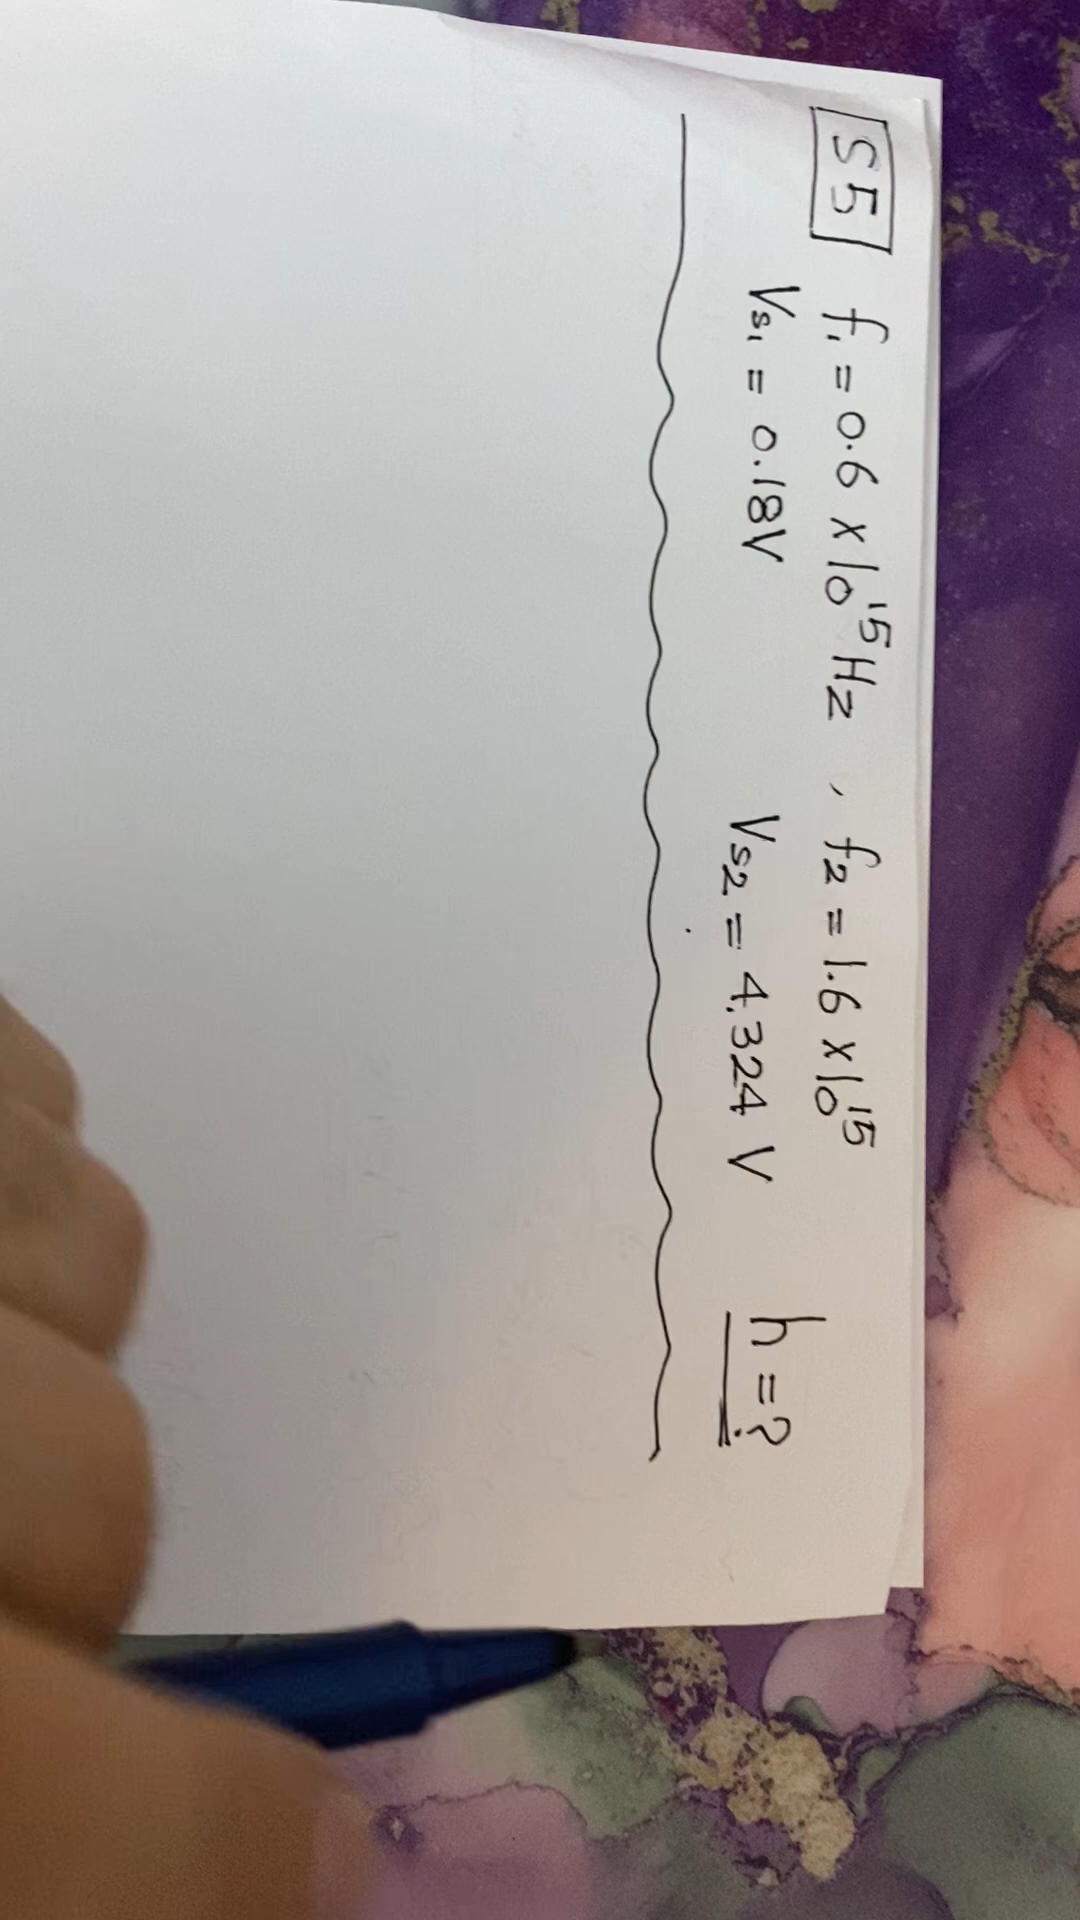 S5 f₁ = 0.6 x 10¹⁵ Hz , f₂ = 1.6 x 10¹⁵
Vs₁ = 0.18V Vs₂ = 4,324 V h = ?